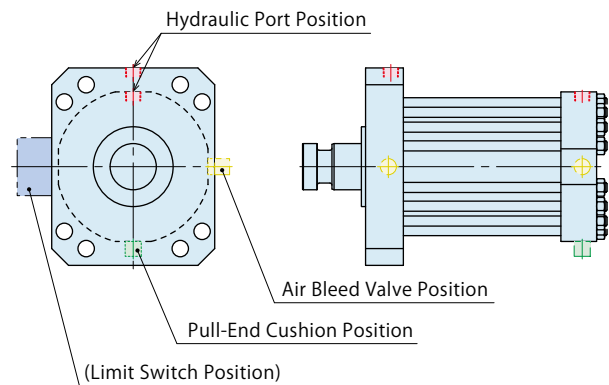 Hydraulic Port Position
Air Bleed Valve Position
Pull-End Cushion Position
(Limit Switch Position)